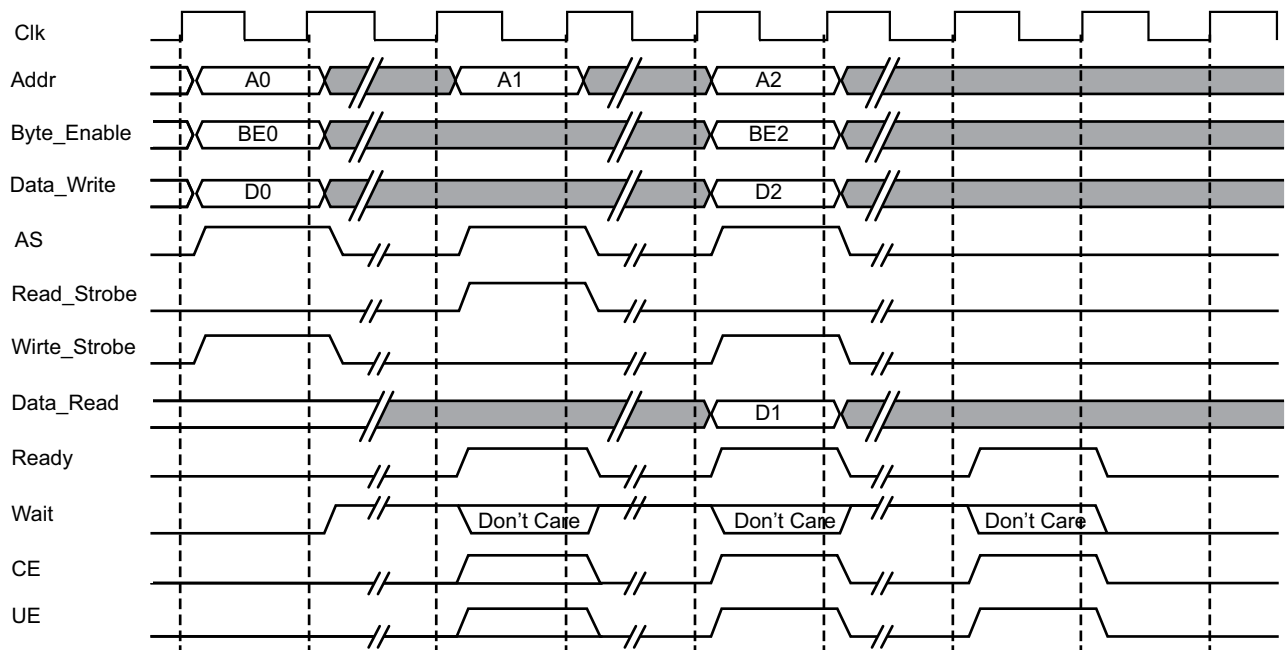 Clk
Addr A0 A1 A2
Byte_Enable BE0 BE2
Data_Write D0 D2
AS
Read_Strobe
Wirte_Strobe
Data_Read D1
Ready
Wait Don't Care Don't Care Don't Care
CE
UE